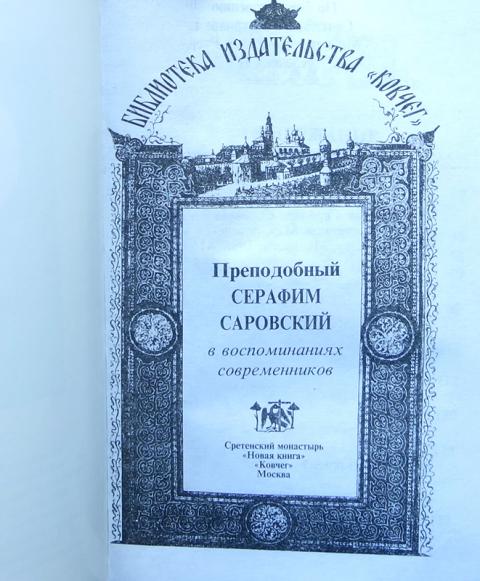 БИБЛИОТЕКА ИЗДАТЕЛЬСТВА «КОВЧЕГ»
Преподобный
СЕРАФИМ
САРОВСКИЙ
в воспоминаниях
современников
Сретенский монастырь
«Новая книга»
«Ковчег»
Москва